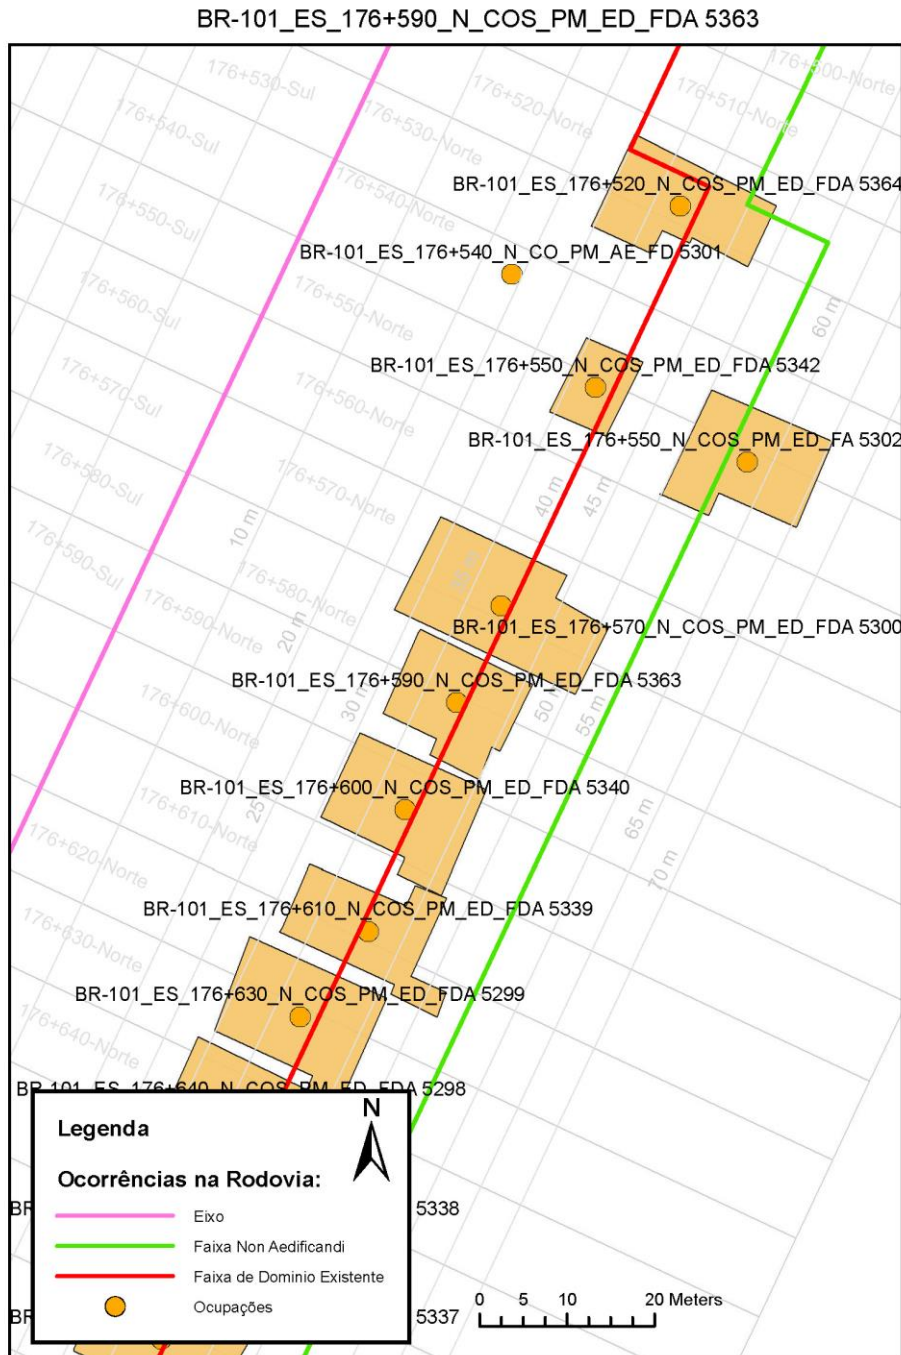 BR-101_ES_176+590_N_COS_PM_ED_FDA 5363
176+500-Norte
176+530-Sul
176+520-Norte
176+510-Norte
176+540-Sul
176+530-Norte
BR-101_ES_176+520_N_COS_PM_ED_FDA 5364
176+550-Sul
176+540-Norte
BR-101_ES_176+540_N_CO_PM_AE_FD 5301
176+560-Sul
176+550-Norte
60 m
BR-101_ES_176+550_N_COS_PM_ED_FDA 5342
176+570-Sul
176+560-Norte
BR-101_ES_176+550_N_COS_PM_ED_FA 5302
176+580-Sul
176+570-Norte
40 m
45 m
10 m
176+590-Sul
176+580-Norte
35 m
176+590-Norte
20 m
BR-101_ES_176+570_N_COS_PM_ED_FDA 5300
BR-101_ES_176+590_N_COS_PM_ED_FDA 5363
30 m
50 m
55 m
176+600-Norte
BR-101_ES_176+600_N_COS_PM_ED_FDA 5340
25
176+610-Norte
65 m
176+620-Norte
70 m
BR-101_ES_176+610_N_COS_PM_ED_FDA 5339
176+630-Norte
BR-101_ES_176+630_N_COS_PM_ED_FDA 5299
176+640-Norte
BR-101_ES_176+640_N_COS_PM_ED_FDA 5298
N
Legenda
Ocorrências na Rodovia:
BR 5338
Eixo
Faixa Non Aedificandi
Faixa de Dominio Existente
Ocupações
BR 5337
0 5 10 20 Meters